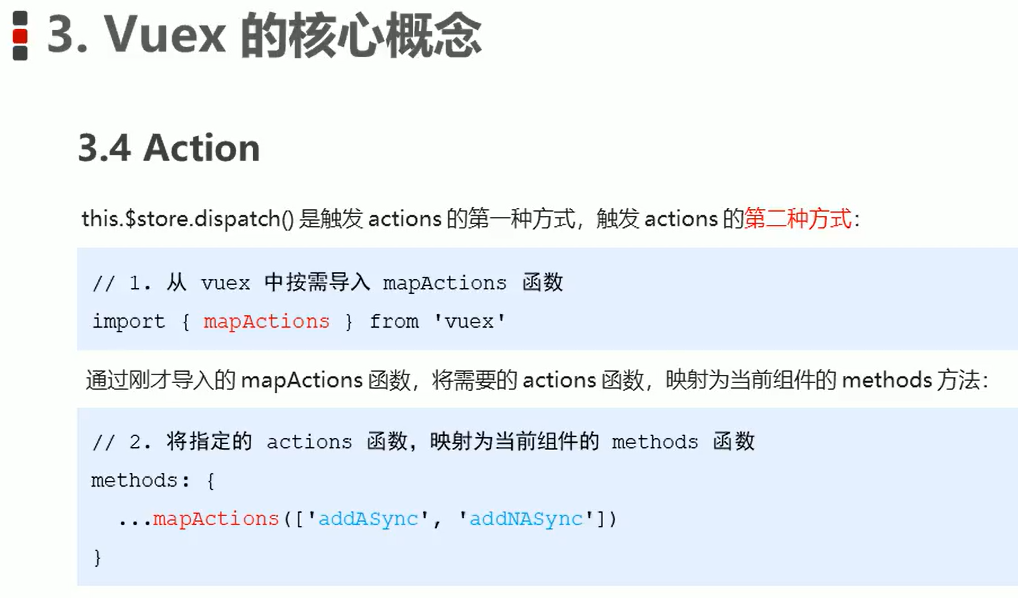 3. Vuex 的核心概念
3.4 Action
this.$store.dispatch() 是触发 actions 的第一种方式，触发 actions 的第二种方式：
// 1. 从 vuex 中按需导入 mapActions 函数
import { mapActions } from 'vuex'
通过刚才导入的 mapActions 函数，将需要的 actions 函数，映射为当前组件的 methods 方法：
// 2. 将指定的 actions 函数，映射为当前组件的 methods 函数
methods: {
  ...mapActions(['addASync', 'addNASync'])
}